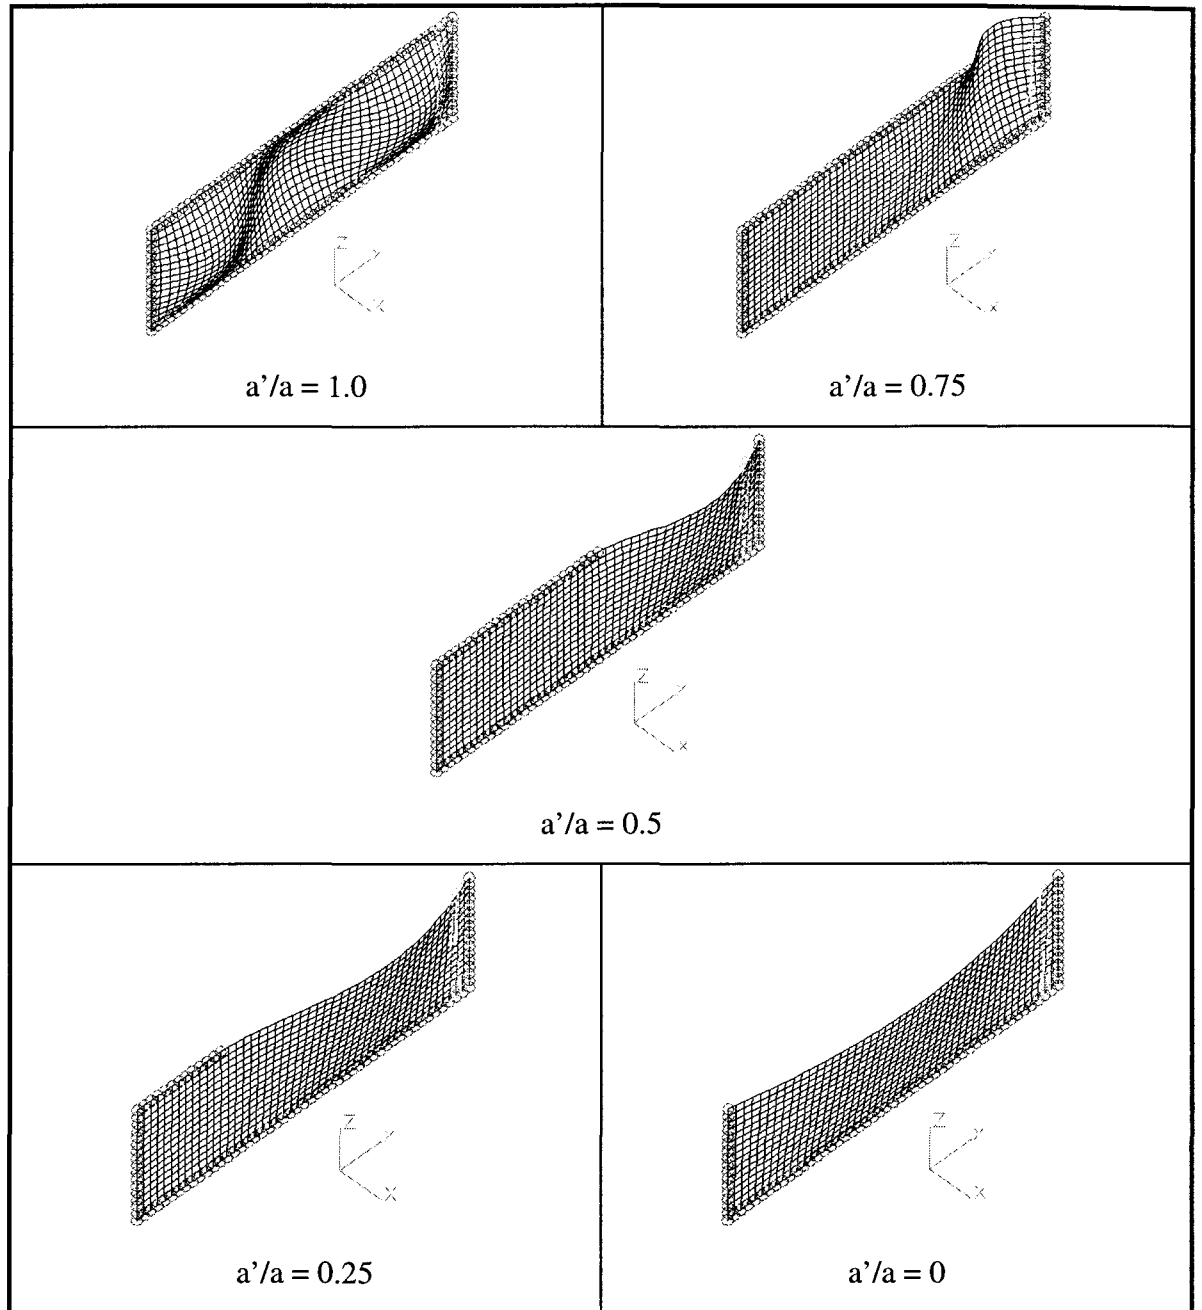 Z
Y
X
a’/a = 1.0
Z
Y
X
a’/a = 0.75
Z
Y
X
a’/a = 0.5
Z
Y
X
a’/a = 0.25
Z
Y
X
a’/a = 0